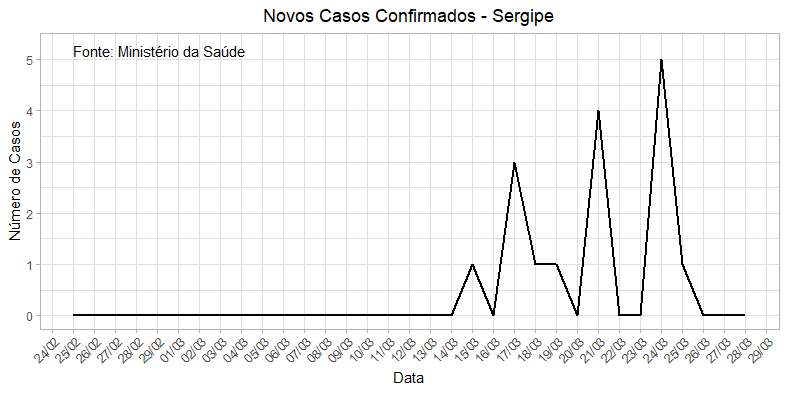 Novos Casos Confirmados - Sergipe
Fonte: Ministério da Saúde
Número de Casos
5
4
3
2
1
0
24/02 25/02 26/02 27/02 28/02 29/02 01/03 02/03 03/03 04/03 05/03 06/03 07/03 08/03 09/03 10/03 11/03 12/03 13/03 14/03 15/03 16/03 17/03 18/03 19/03 20/03 21/03 22/03 23/03 24/03 25/03 26/03 27/03 28/03 29/03
Data